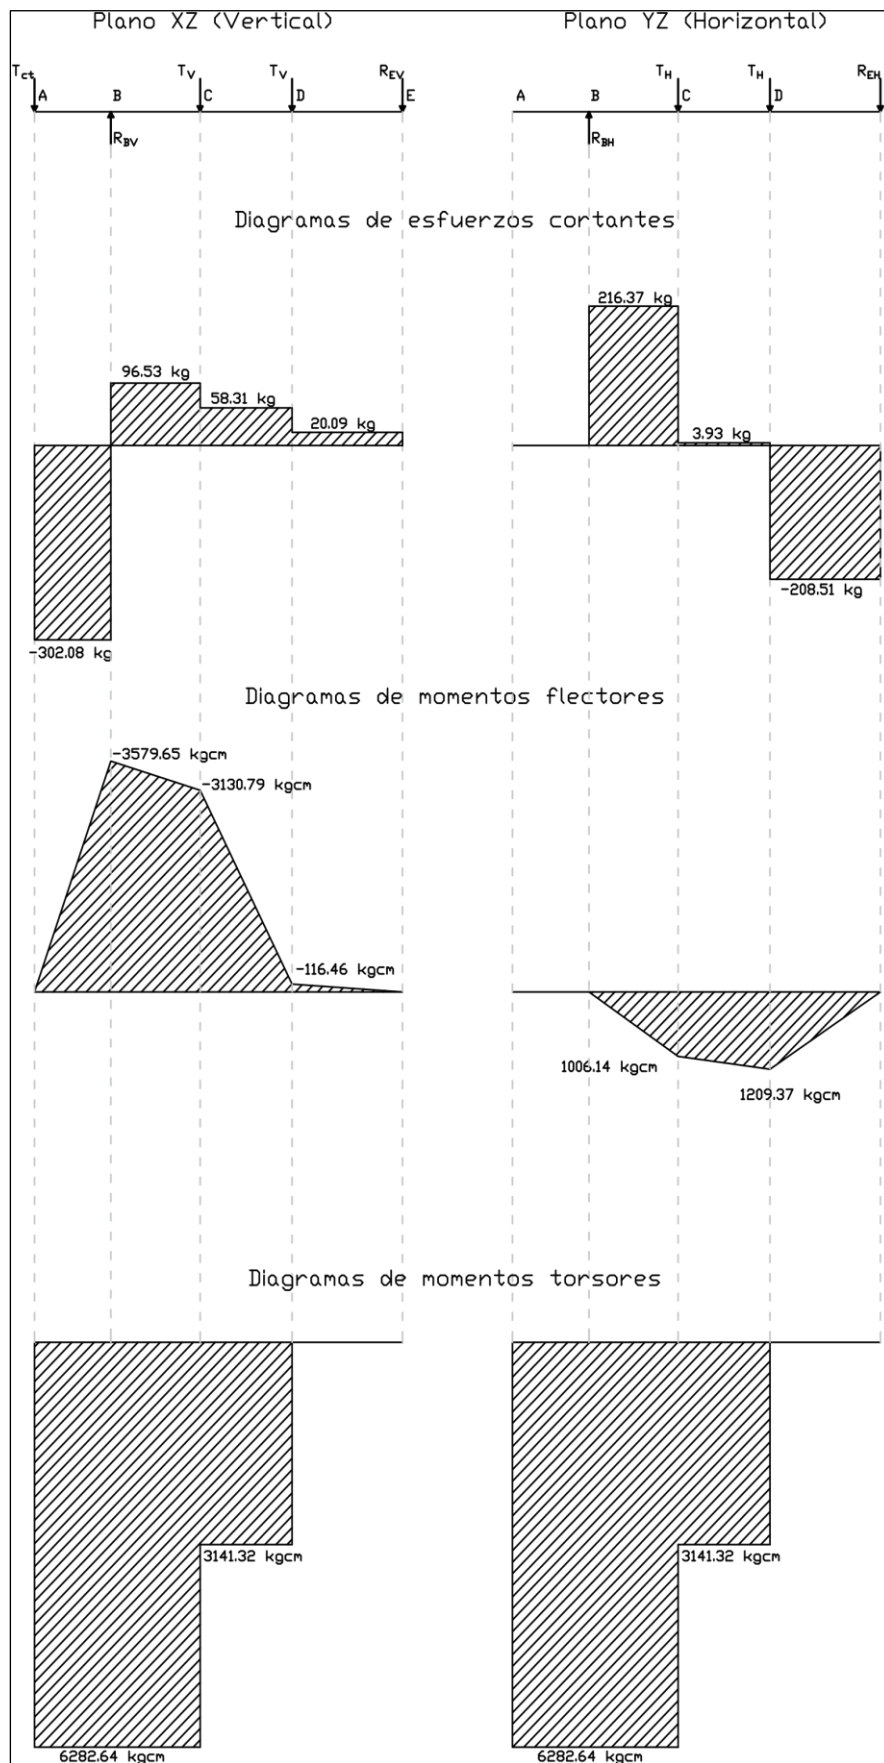 Plano XZ (Vertical) Plano YZ (Horizontal)
Tct TV TV REV TH TH REH
A B C D E A B C D
RBV RBH
Diagramas de esfuerzos cortantes
216.37 kg
96.53 kg
58.31 kg
20.09 kg 3.93 kg
-208.51 kg
-302.08 kg
Diagramas de momentos flectores
-3579.65 kgcm
-3130.79 kgcm
-116.46 kgcm
1006.14 kgcm
1209.37 kgcm
Diagramas de momentos torsores
3141.32 kgcm 3141.32 kgcm
6282.64 kgcm 6282.64 kgcm